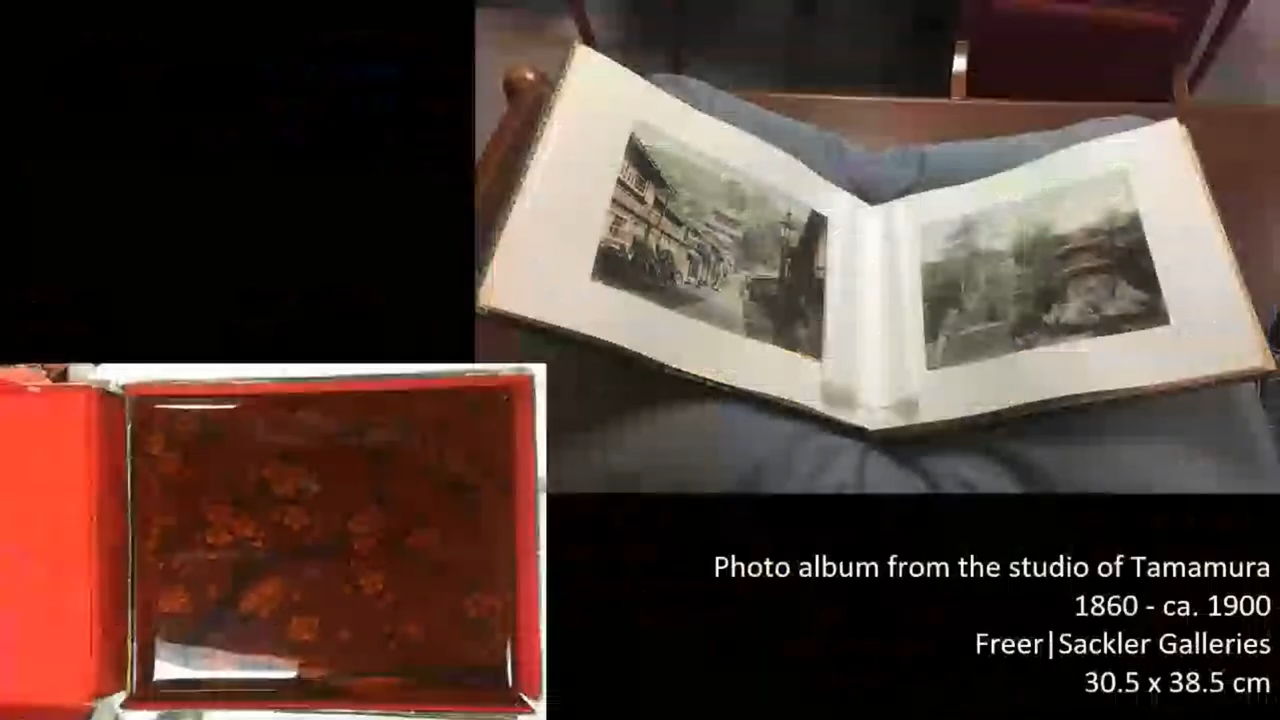 Photo album from the studio of Tamamura
1860 - ca. 1900
Freer|Sackler Galleries
30.5 x 38.5 cm